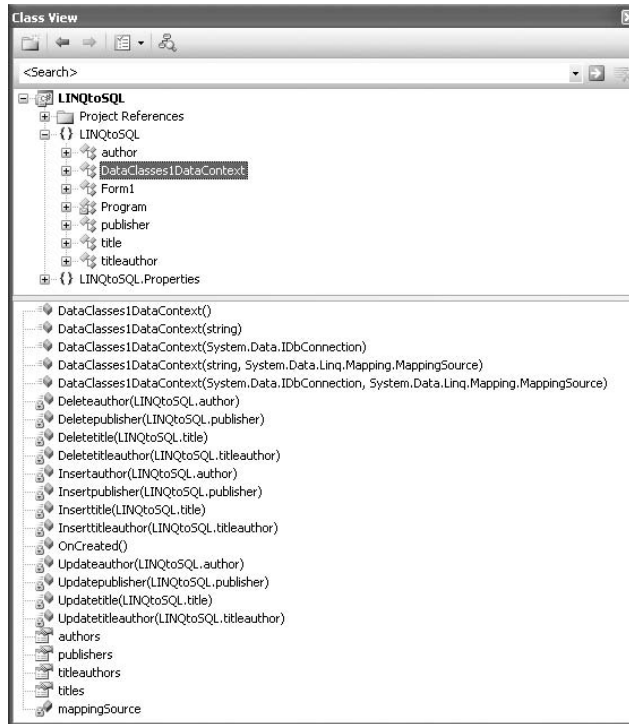 Class View
<Search>
LINQtoSQL
Project References
LINQtoSQL
author
DataClasses1DataContext
Form1
Program
publisher
title
titleauthor
LINQtoSQL.Properties
DataClasses1DataContext()
DataClasses1DataContext(string)
DataClasses1DataContext(System.Data.IDbConnection)
DataClasses1DataContext(string, System.Data.Linq.Mapping.MappingSource)
DataClasses1DataContext(System.Data.IDbConnection, System.Data.Linq.Mapping.MappingSource)
Deleteauthor(LINQtoSQL.author)
Deletepublisher(LINQtoSQL.publisher)
Deletetitle(LINQtoSQL.title)
Deletetitleauthor(LINQtoSQL.titleauthor)
Insertauthor(LINQtoSQL.author)
Insertpublisher(LINQtoSQL.publisher)
Inserttitle(LINQtoSQL.title)
Inserttitleauthor(LINQtoSQL.titleauthor)
OnCreated()
Updateauthor(LINQtoSQL.author)
Updatepublisher(LINQtoSQL.publisher)
Updatetitle(LINQtoSQL.title)
Updatetitleauthor(LINQtoSQL.titleauthor)
authors
publishers
titleauthors
titles
mappingSource